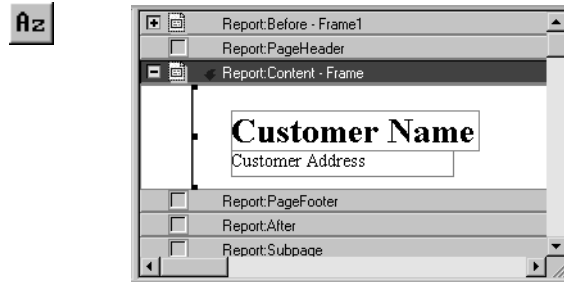 Az
Report:Before - Frame1
Report:PageHeader
Report:Content - Frame
Customer Name
Customer Address
Report:PageFooter
Report:After
Report:Subpage